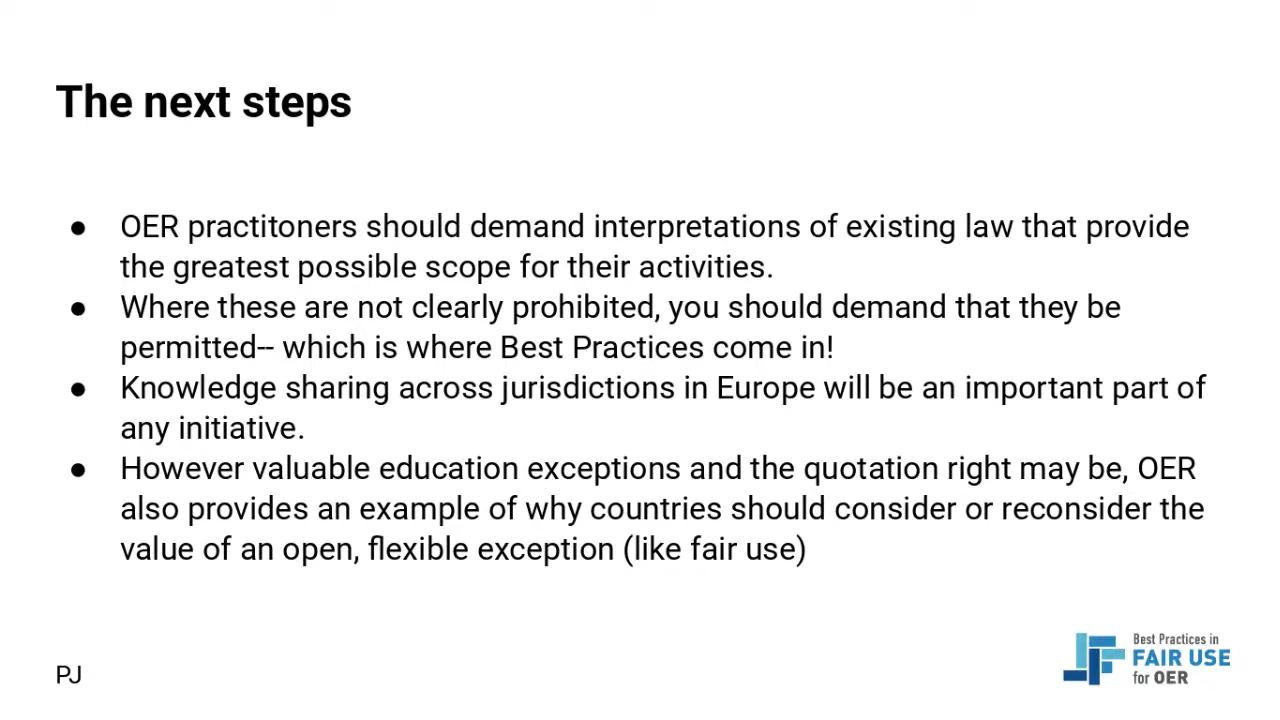 The next steps
● OER practitoners should demand interpretations of existing law that provide
the greatest possible scope for their activities.
● Where these are not clearly prohibited, you should demand that they be
permitted-- which is where Best Practices come in!
● Knowledge sharing across jurisdictions in Europe will be an important part of
any initiative.
● However valuable education exceptions and the quotation right may be, OER
also provides an example of why countries should consider or reconsider the
value of an open, flexible exception (like fair use)
PJ
Best Practices in
FAIR USE
for OER